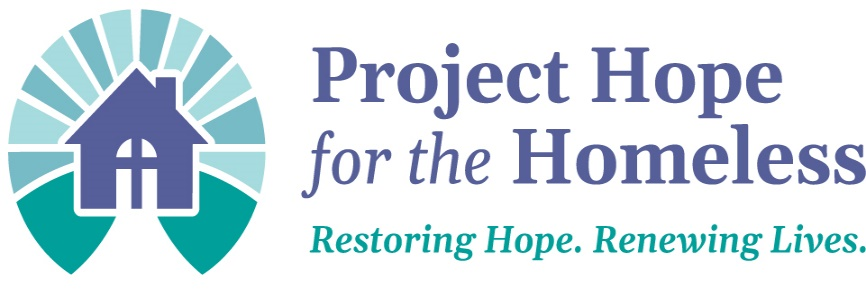 Project Hope
for the Homeless
Restoring Hope. Renewing Lives.